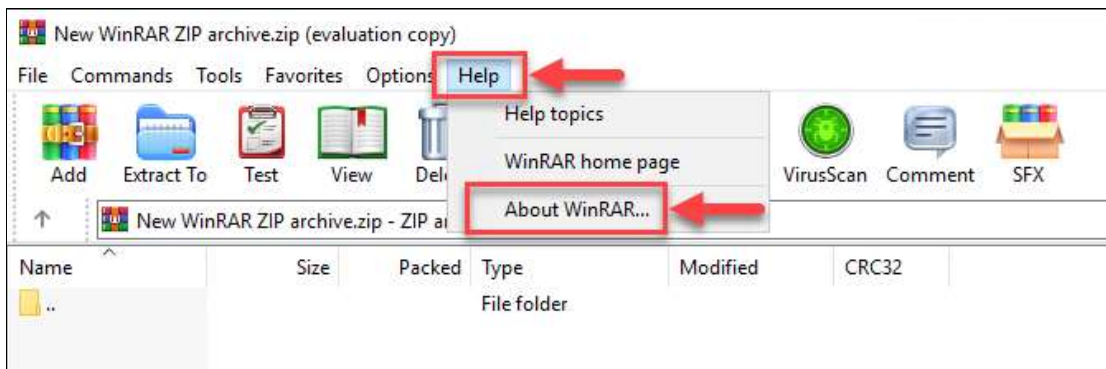 New WinRAR ZIP archive.zip (evaluation copy)
File Commands Tools Favorites Options Help
Help topics
WinRAR home page
About WinRAR...
Add Extract To Test View Del VirusScan Comment SFX
New WinRAR ZIP archive.zip - ZIP a
Name Size Packed Type Modified CRC32
.. File folder